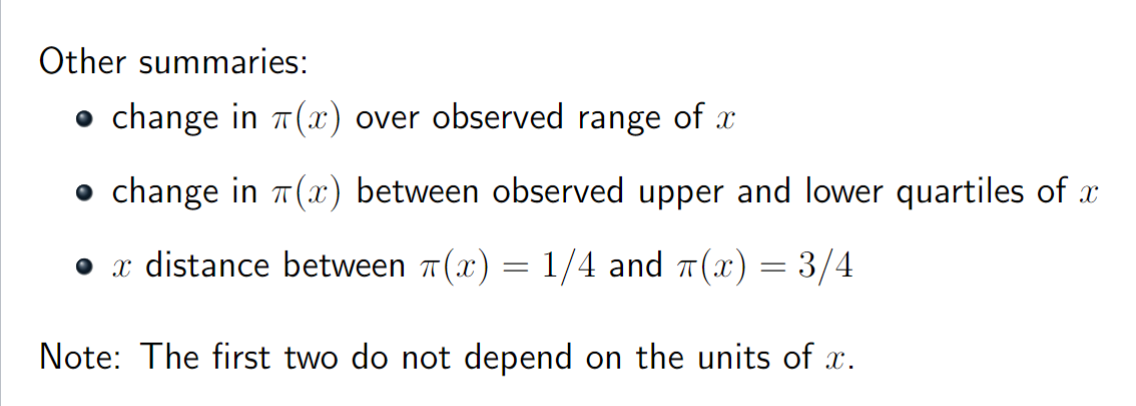 Other summaries:
• change in π(x) over observed range of x
• change in π(x) between observed upper and lower quartiles of x
• x distance between π(x) = 1/4 and π(x) = 3/4
Note: The first two do not depend on the units of x.